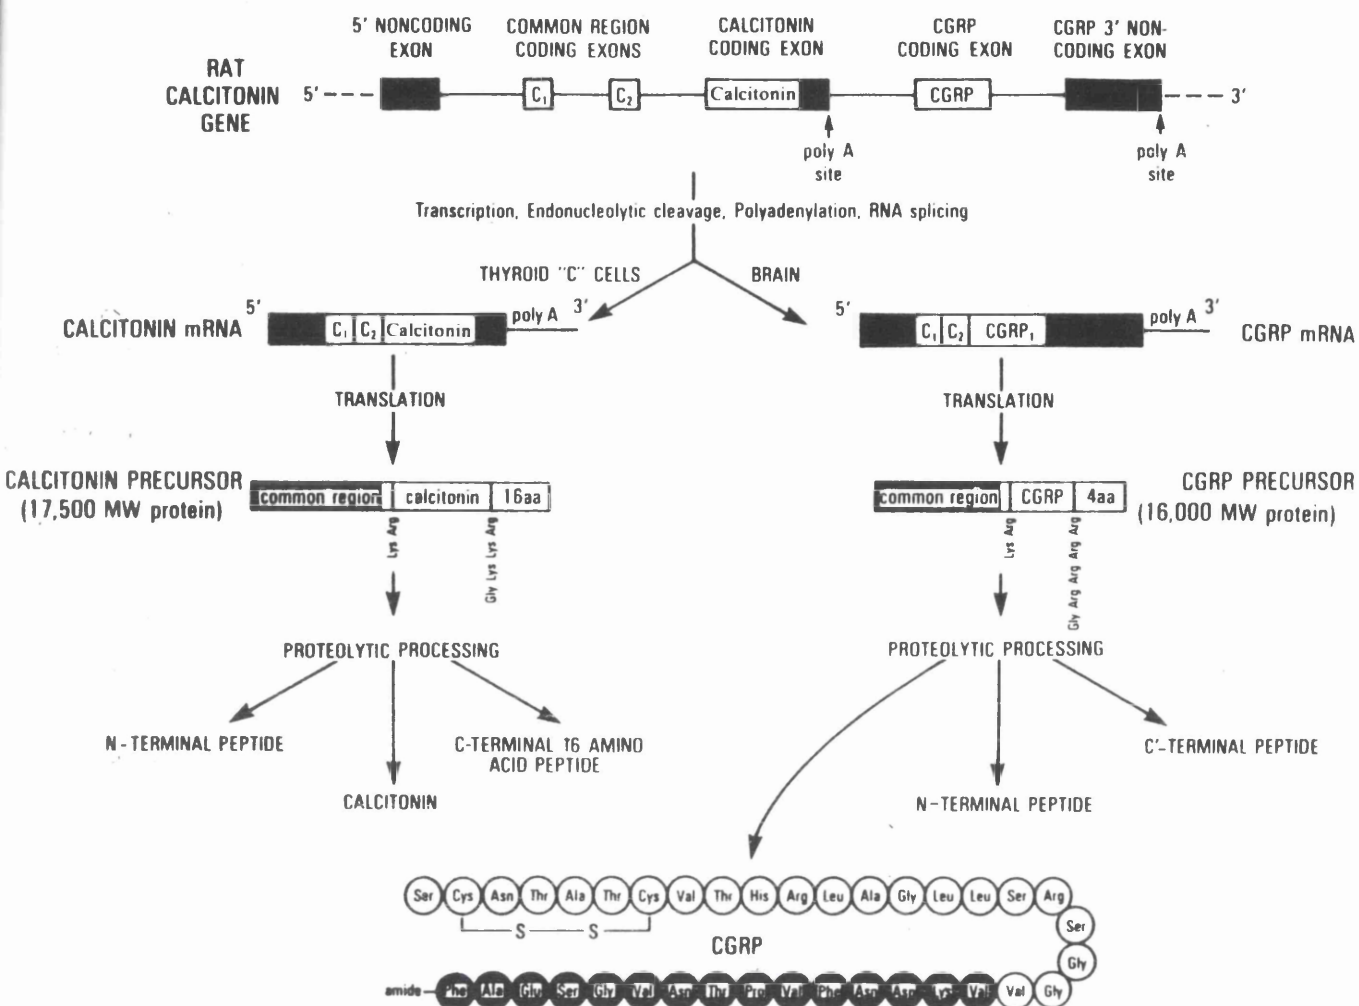 5′ NONCODING
EXON
COMMON REGION
CODING EXONS
CALCITONIN
CODING EXON
CGRP
CODING EXON
CGRP 3′ NON-
CODING EXON
RAT
CALCITONIN
GENE
5′
C₁
C₂
Calcitonin
CGRP
3′
poly A
site
poly A
site
Transcription, Endonucleolytic cleavage, Polyadenylation, RNA splicing
THYROID "C" CELLS
BRAIN
CALCITONIN mRNA
5′
C₁ C₂ Calcitonin
poly A 3′
5′
C₁ C₂ CGRP₁
poly A 3′
CGRP mRNA
TRANSLATION
TRANSLATION
CALCITONIN PRECURSOR
(17,500 MW protein)
common region calcitonin 16aa
Lys Arg
Gly Lys Lys Arg
common region CGRP 4aa
Lys Arg
Gly Arg Arg Arg Arg
CGRP PRECURSOR
(16,000 MW protein)
PROTEOLYTIC PROCESSING
PROTEOLYTIC PROCESSING
N-TERMINAL PEPTIDE
CALCITONIN
C-TERMINAL 16 AMINO
ACID PEPTIDE
N-TERMINAL PEPTIDE
C′-TERMINAL PEPTIDE
Ser Cys Asn Thr Ala Thr Cys Val Thr His Arg Leu Ala Gly Leu Leu Ser Arg
S S
CGRP
Ser
Gly
amide Phe Ala Glu Ser Gly Val Asn Thr Pro Val Phe Asn Asp Lys Val Val Gly